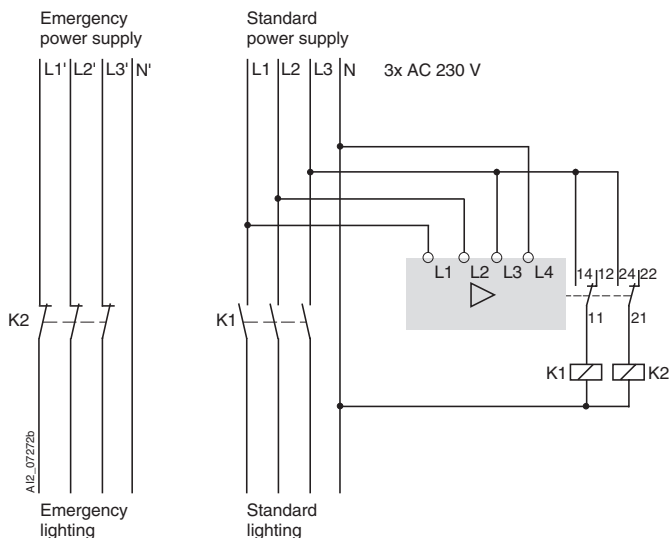 Emergency
power supply
Standard
power supply
L1' L2' L3' N'
L1 L2 L3 N 3x AC 230 V
L1 L2 L3 L4
14 12 24 22
11 21
K2
K1
K1 K2
AI2_07272b
Emergency
lighting
Standard
lighting